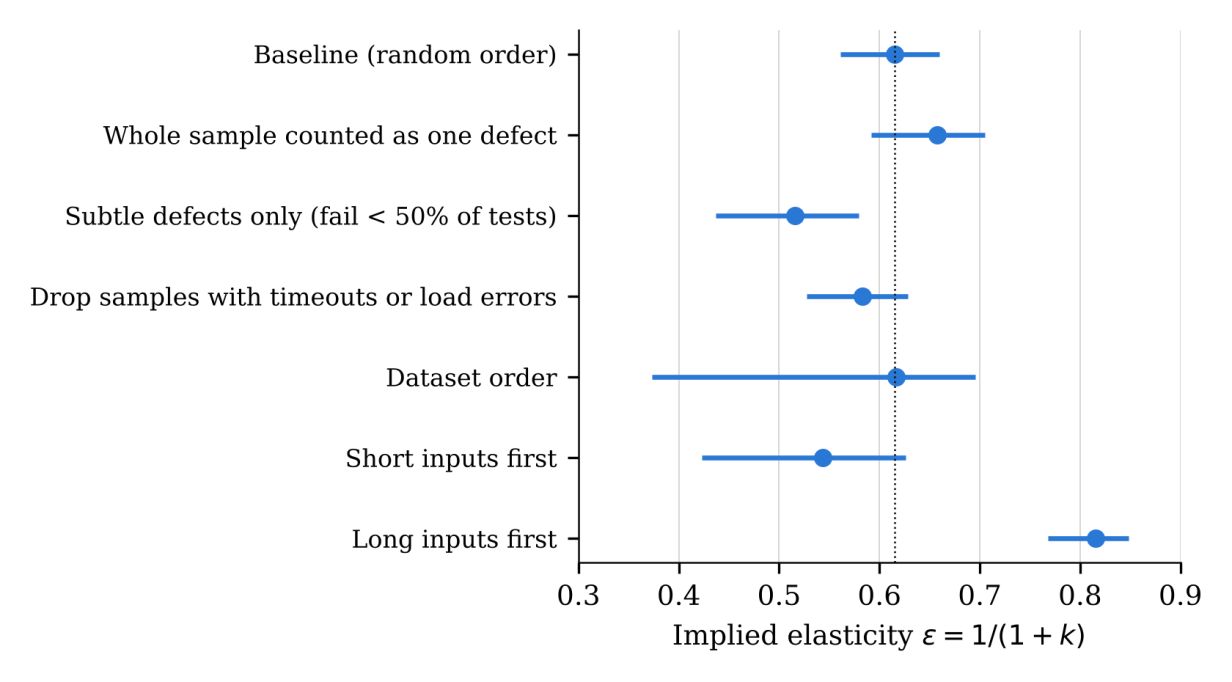 Baseline (random order)
Whole sample counted as one defect
Subtle defects only (fail < 50% of tests)
Drop samples with timeouts or load errors
Dataset order
Short inputs first
Long inputs first
0.3 0.4 0.5 0.6 0.7 0.8 0.9
Implied elasticity ε = 1/(1 + k)